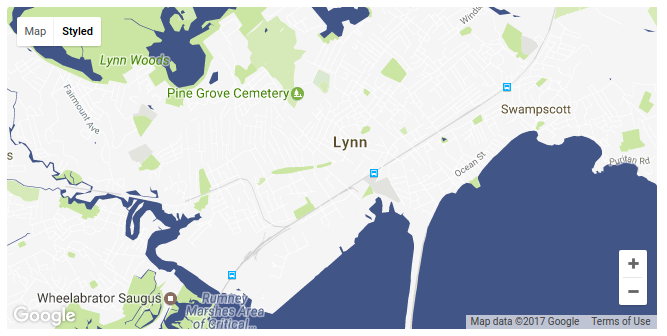 Map
Styled
Winda
Lynn Woods
Pine Grove Cemetery
Fairmount Ave
Swampscott
Lynn
s
Ocean St
Puritan Rd
Wheelabrator Saugus
Rumney
Marshes Area
of Critical...
+
−
Google
Map data ©2017 Google
Terms of Use